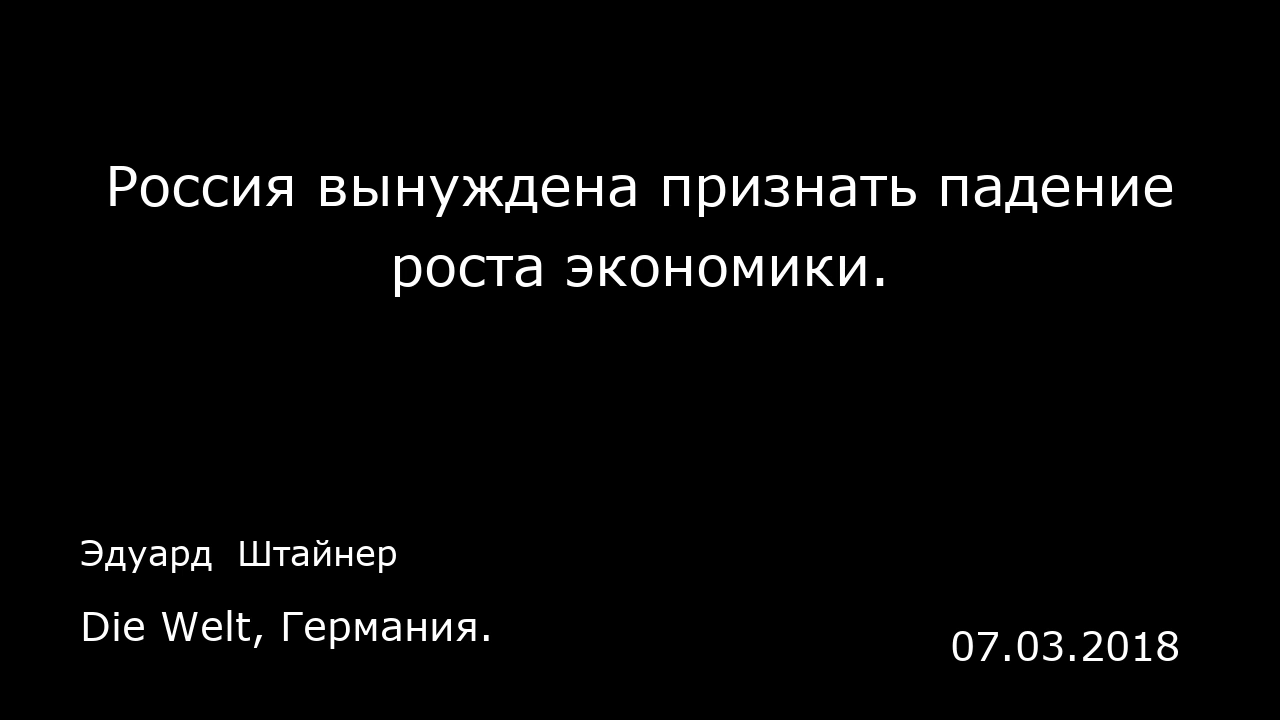 Россия вынуждена признать падение
роста экономики.
Эдуард  Штайнер
Die Welt, Германия.
07.03.2018